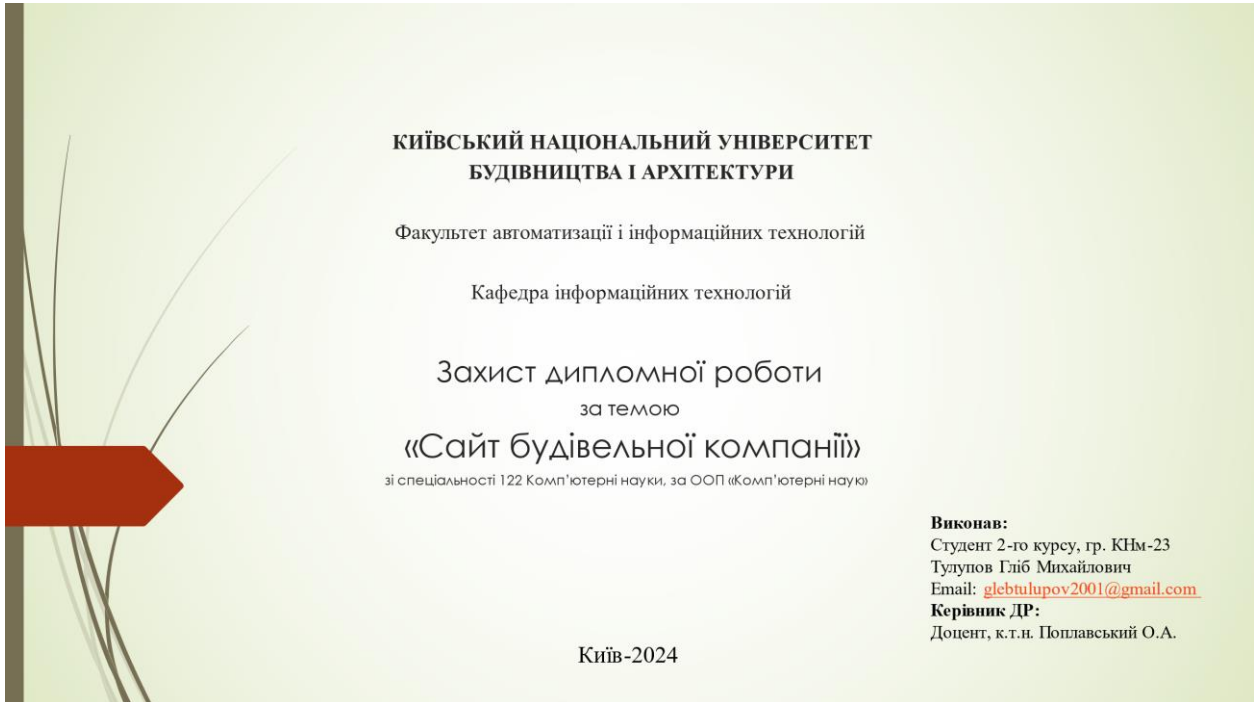 КИЇВСЬКИЙ НАЦІОНАЛЬНИЙ УНІВЕРСИТЕТ
БУДІВНИЦТВА І АРХІТЕКТУРИ
Факультет автоматизації і інформаційних технологій
Кафедра інформаційних технологій
Захист дипломної роботи
за темою
«Сайт будівельної компанії»
зі спеціальності 122 Комп’ютерні науки, за ООП «Комп’ютерні наук»
Виконав:
Студент 2-го курсу, гр. КНм-23
Тулупов Гліб Михайлович
Email: glebtulupov2001@gmail.com
Керівник ДР:
Доцент, к.т.н. Поплавський О.А.
Київ-2024